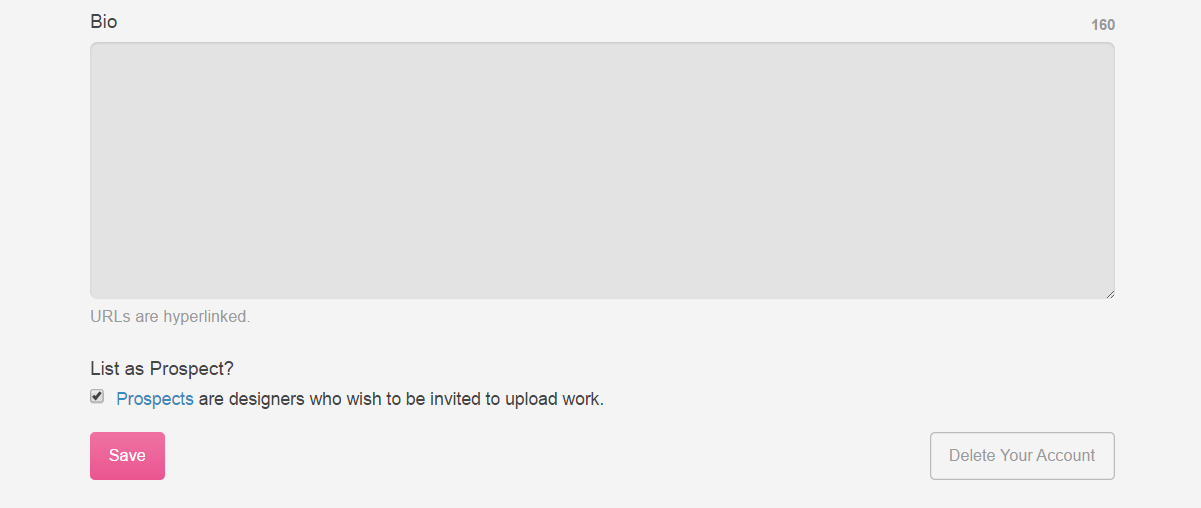 Bio
160
URLs are hyperlinked.
List as Prospect?
Prospects are designers who wish to be invited to upload work.
Save
Delete Your Account